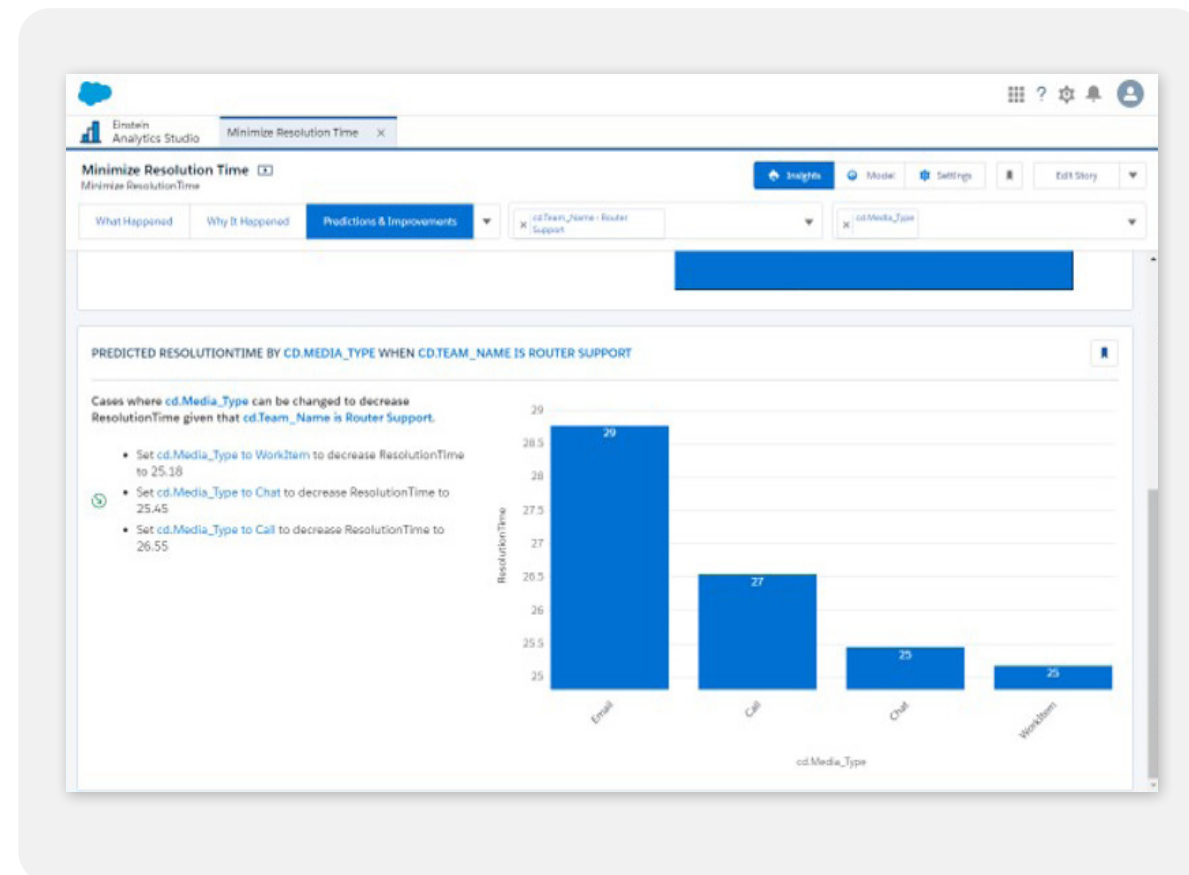 ?
Einstein
Analytics Studio
Minimize Resolution Time ×
Minimize Resolution Time
Minimize ResolutionTime
Insights Model Settings Edit Story
What Happened Why It Happened Predictions & Improvements × cd.Team_Name - Router × cd.Media_Type
Support
PREDICTED RESOLUTIONTIME BY CD.MEDIA_TYPE WHEN CD.TEAM_NAME IS ROUTER SUPPORT
Cases where cd.Media_Type can be changed to decrease
ResolutionTime given that cd.Team_Name is Router Support.
• Set cd.Media_Type to WorkItem to decrease ResolutionTime
to 25.18
• Set cd.Media_Type to Chat to decrease ResolutionTime to
25.45
• Set cd.Media_Type to Call to decrease ResolutionTime to
26.55
ResolutionTime
29
28.5
28
27.5
27
26.5
26
25.5
25
29
27
25
25
Email
Call
Chat
WorkItem
cd.Media_Type